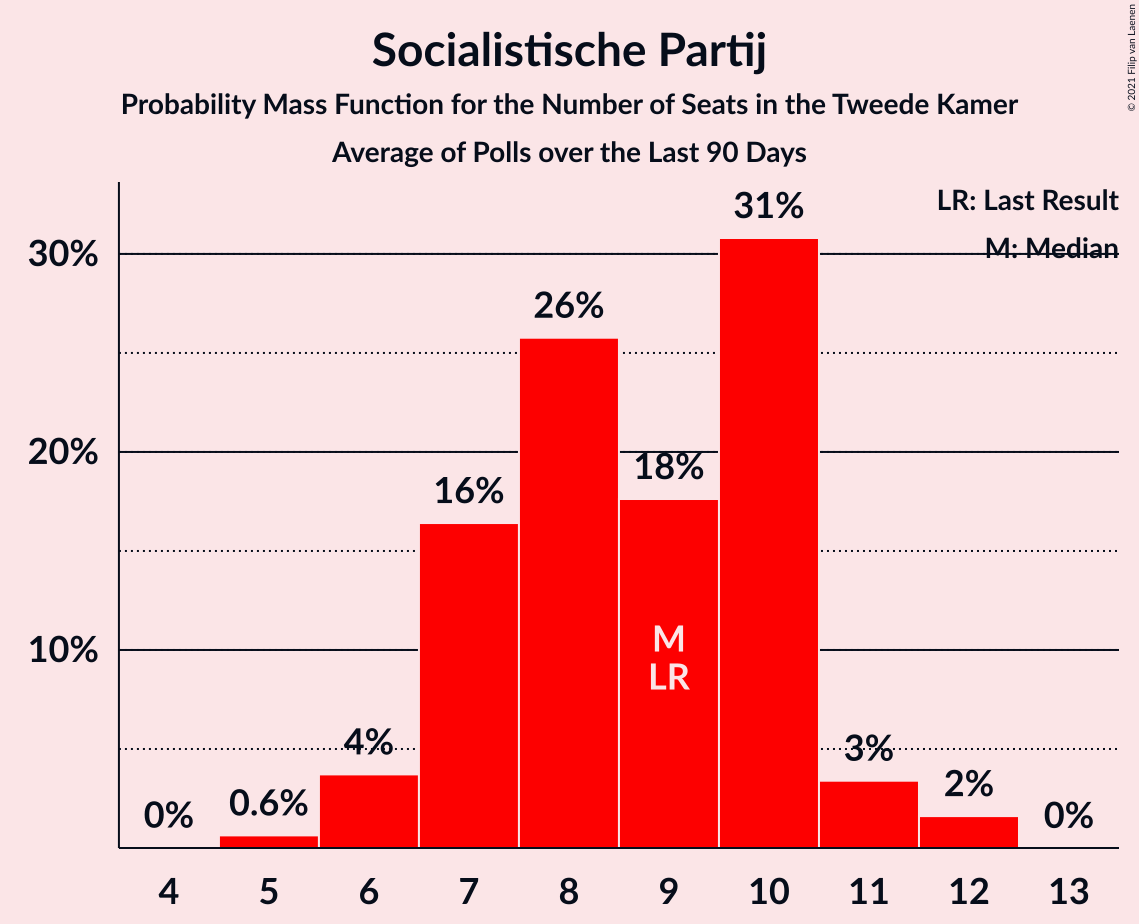 Socialistische Partij
Probability Mass Function for the Number of Seats in the Tweede Kamer
Average of Polls over the Last 90 Days
© 2021 Filip van Laenen
LR: Last Result
M: Median
30%
20%
10%
0%
0.6%
4%
16%
26%
18%
31%
3%
2%
0%
M
LR
4 5 6 7 8 9 10 11 12 13